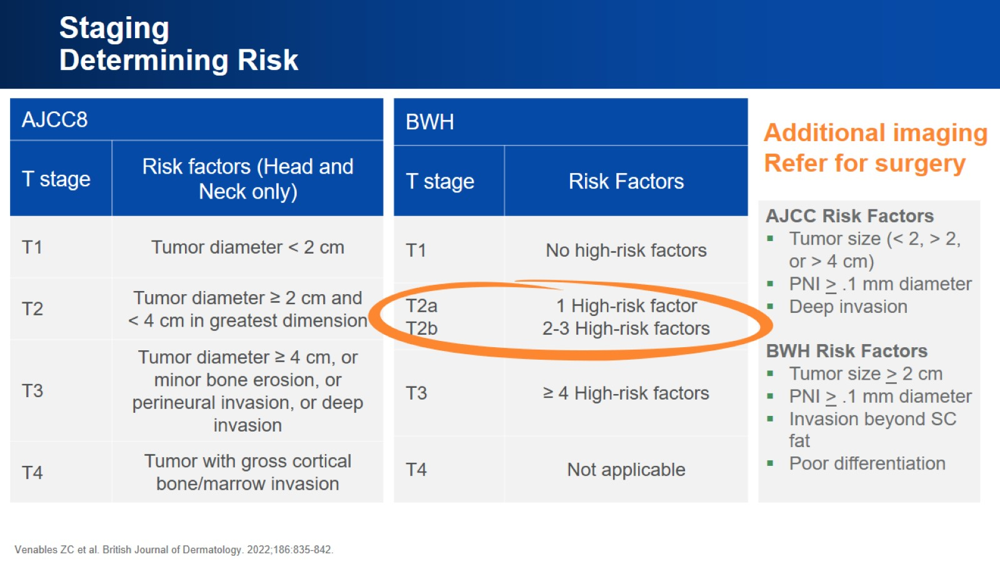 Staging
Determining Risk
AJCC8
T stage
Risk factors (Head and
Neck only)
T1
Tumor diameter < 2 cm
T2
Tumor diameter ≥ 2 cm and
< 4 cm in greatest dimension
T3
Tumor diameter ≥ 4 cm, or
minor bone erosion, or
perineural invasion, or deep
invasion
T4
Tumor with gross cortical
bone/marrow invasion
BWH
T stage
Risk Factors
T1
No high-risk factors
T2a
1 High-risk factor
T2b
2-3 High-risk factors
T3
≥ 4 High-risk factors
T4
Not applicable
Additional imaging
Refer for surgery
AJCC Risk Factors
▪ Tumor size (< 2, > 2,
or > 4 cm)
▪ PNI ≥ .1 mm diameter
▪ Deep invasion
BWH Risk Factors
▪ Tumor size ≥ 2 cm
▪ PNI ≥ .1 mm diameter
▪ Invasion beyond SC
fat
▪ Poor differentiation
Venables ZC et al. British Journal of Dermatology. 2022;186:835-842.